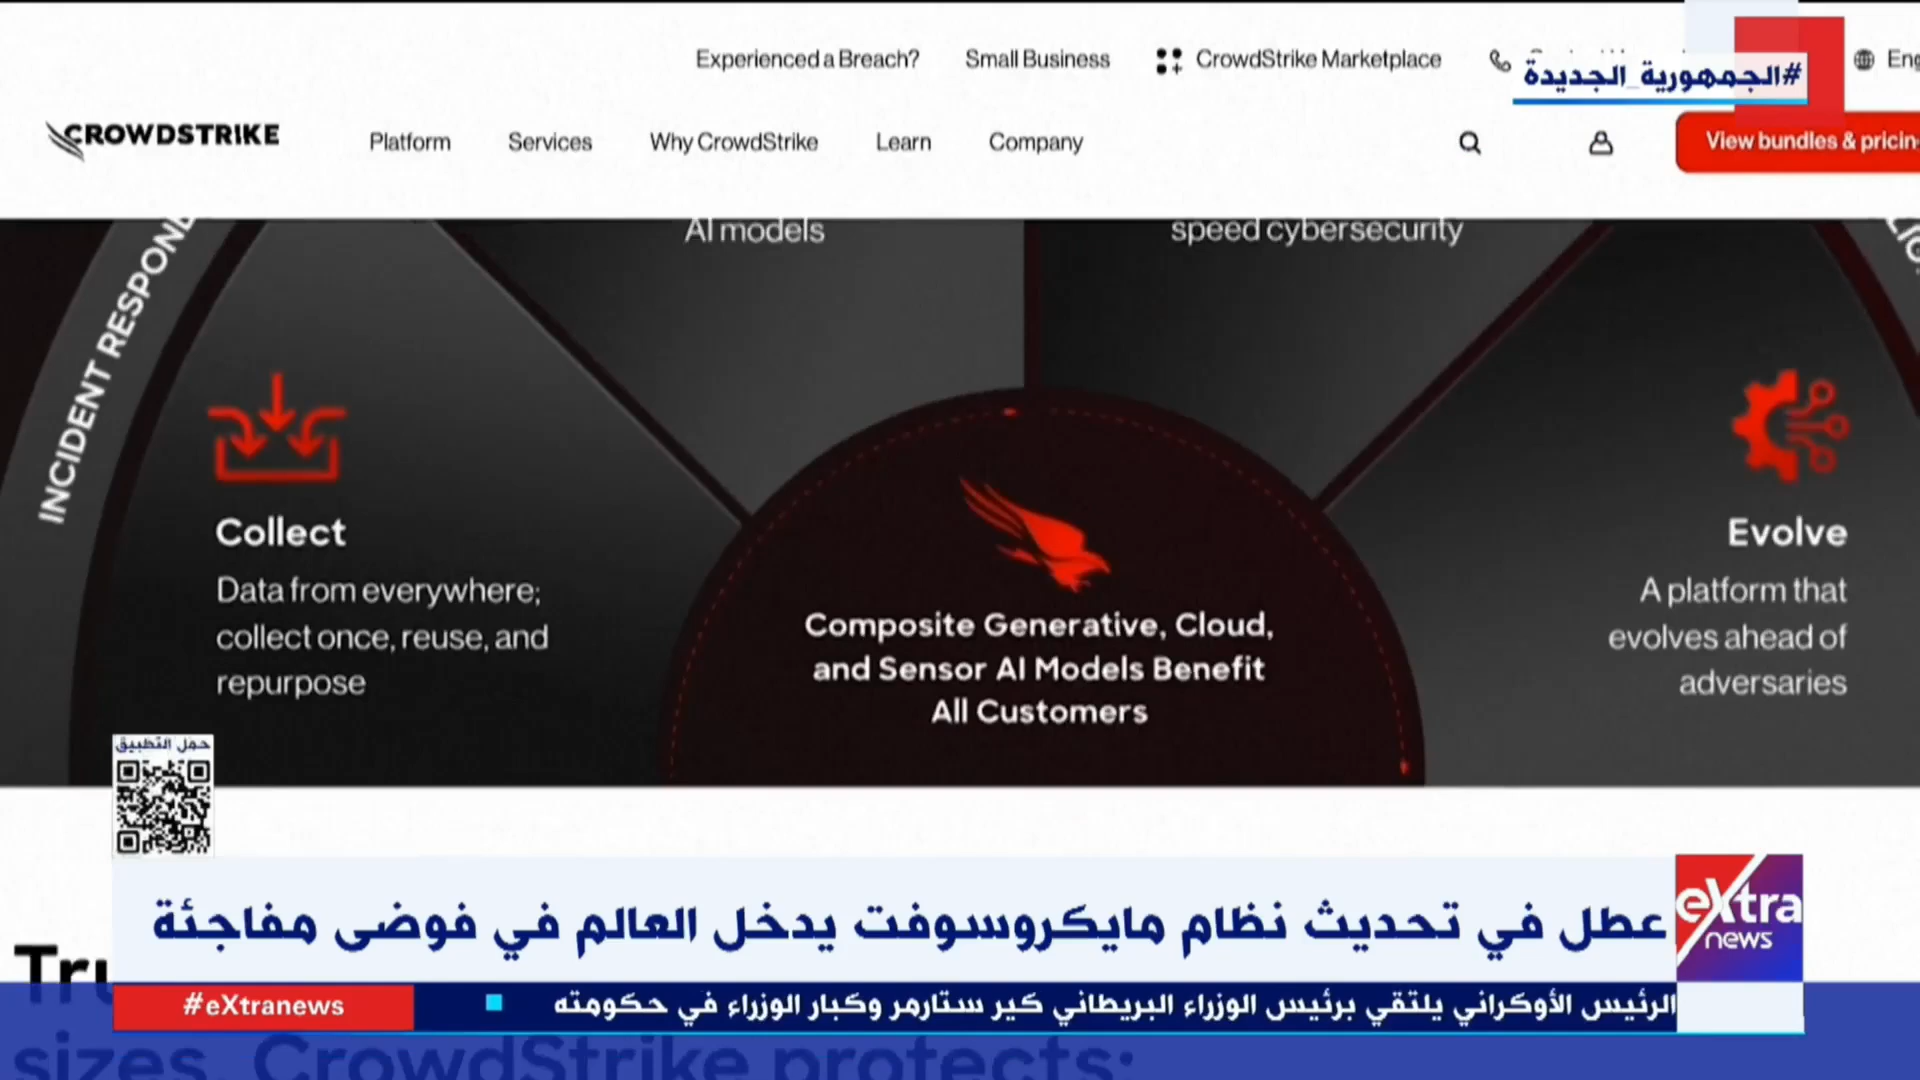 Experienced a Breach?
Small Business
CrowdStrike Marketplace
#الجمهورية_الجديدة
CROWDSTRIKE
Platform
Services
Why CrowdStrike
Learn
Company
View bundles &
AI models
speed cybersecurity
INCIDENT
Collect
Data from everywhere;
collect once, reuse, and
repurpose
Composite Generative, Cloud,
and Sensor AI Models Benefit
All Customers
Evolve
A platform that
evolves ahead of
adversaries
حمل التطبيق
عطل في تحديث نظام مايكروسوفت يدخل العالم في فوضى مفاجئة
eXtra
news
#eXtranews
الرئيس الأوكراني يلتقي برئيس الوزراء البريطاني كير ستارمر وكبار الوزراء في حكومته
sizes, CrowdStrike protects: